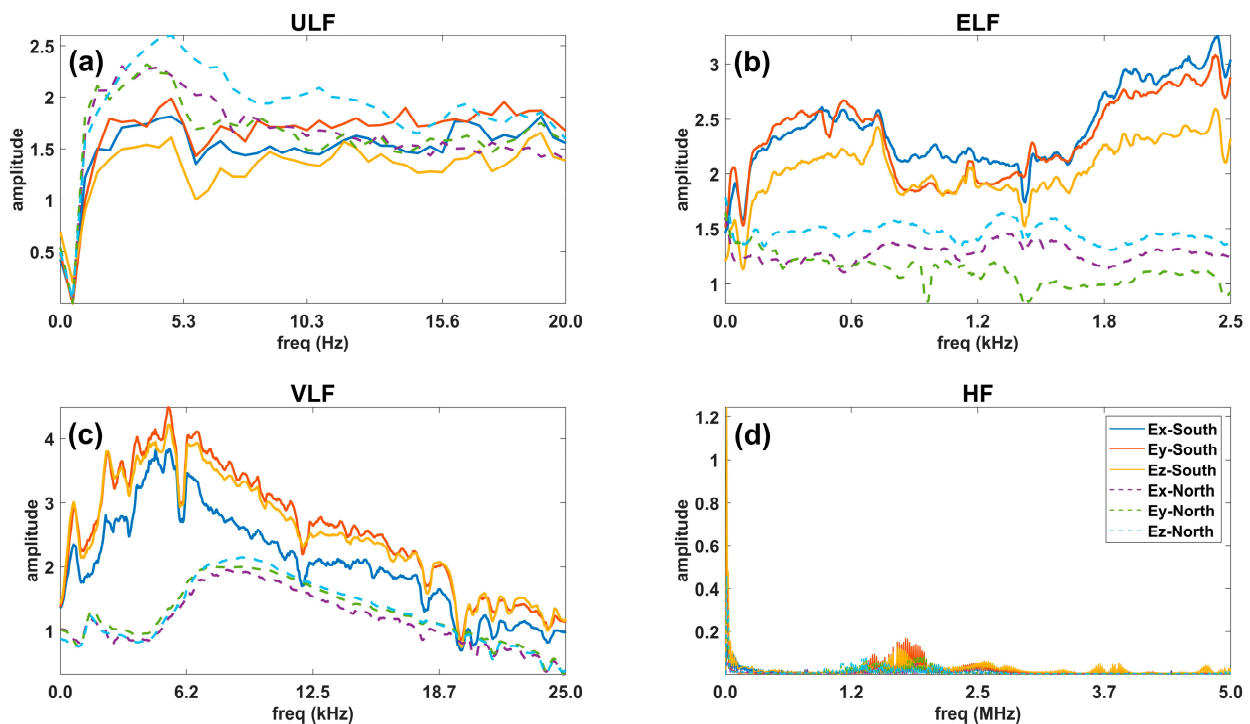 ULF
(a)
2.5
2
1.5
1
0.5
amplitude
0.0 5.3 10.3 15.6 20.0
freq (Hz)
ELF
(b)
3
2.5
2
1.5
1
amplitude
0.0 0.6 1.2 1.8 2.5
freq (kHz)
VLF
(c)
4
3
2
1
amplitude
0.0 6.2 12.5 18.7 25.0
freq (kHz)
HF
(d)
1.2
1
0.8
0.6
0.4
0.2
amplitude
Ex-South
Ey-South
Ez-South
Ex-North
Ey-North
Ez-North
0.0 1.2 2.5 3.7 5.0
freq (MHz)